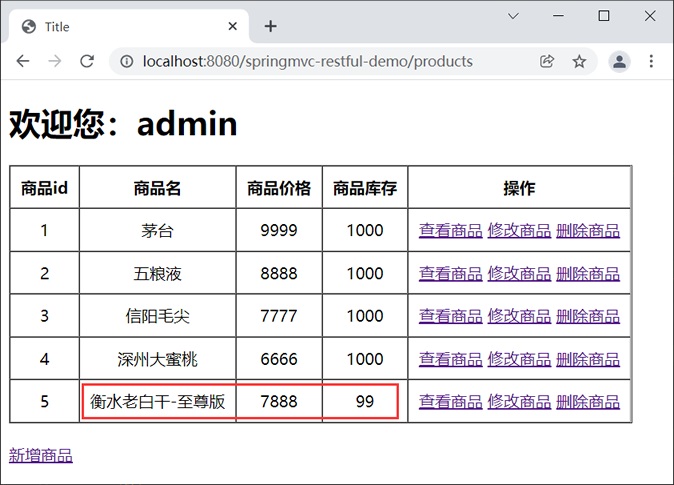 Title
localhost:8080/springmvc-restful-demo/products
欢迎您：admin
商品id 商品名 商品价格 商品库存 操作
1 茅台 9999 1000 查看商品 修改商品 删除商品
2 五粮液 8888 1000 查看商品 修改商品 删除商品
3 信阳毛尖 7777 1000 查看商品 修改商品 删除商品
4 深州大蜜桃 6666 1000 查看商品 修改商品 删除商品
5 衡水老白干-至尊版 7888 99 查看商品 修改商品 删除商品
新增商品